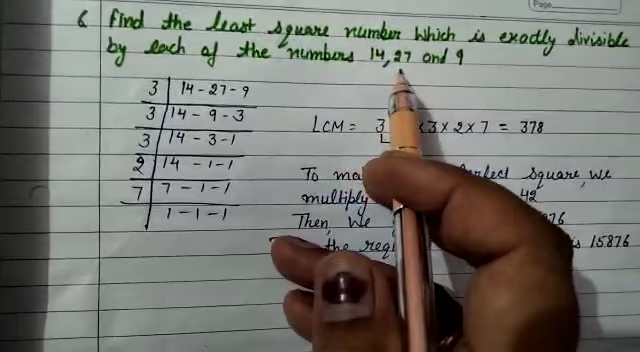 Page
6 Find the least square number which is exactly divisible
by each of the numbers 14, 27 and 9
3 | 14 - 27 - 9
3 | 14 - 9 - 3
3 | 14 - 3 - 1
2 | 14 - 1 - 1
7 | 7 - 1 - 1
1 - 1 - 1
LCM = 3 × 3 × 2 × 7 = 378
To perfect square, we
multiply 42
Then, we 876
the 15876